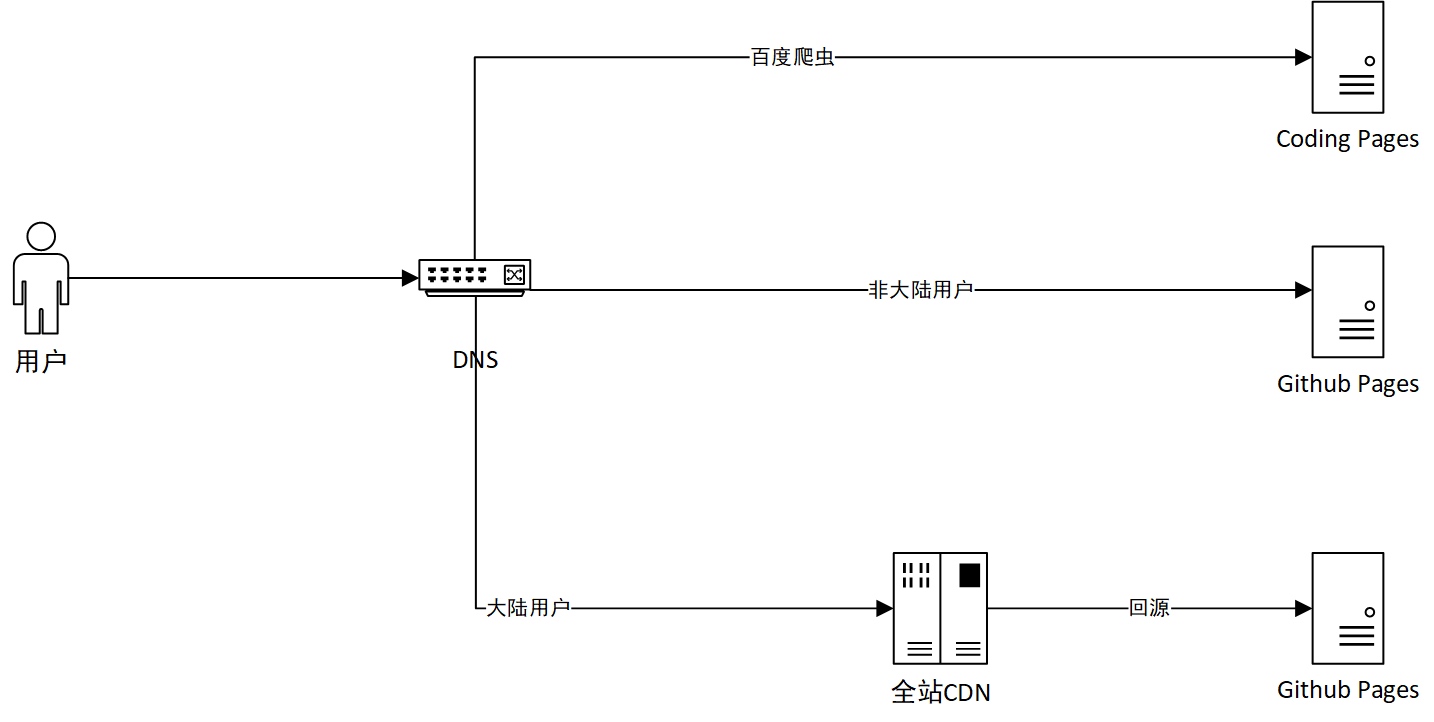 百度爬虫
Coding Pages
用户
DNS
非大陆用户
Github Pages
大陆用户
回源
全站CDN
Github Pages